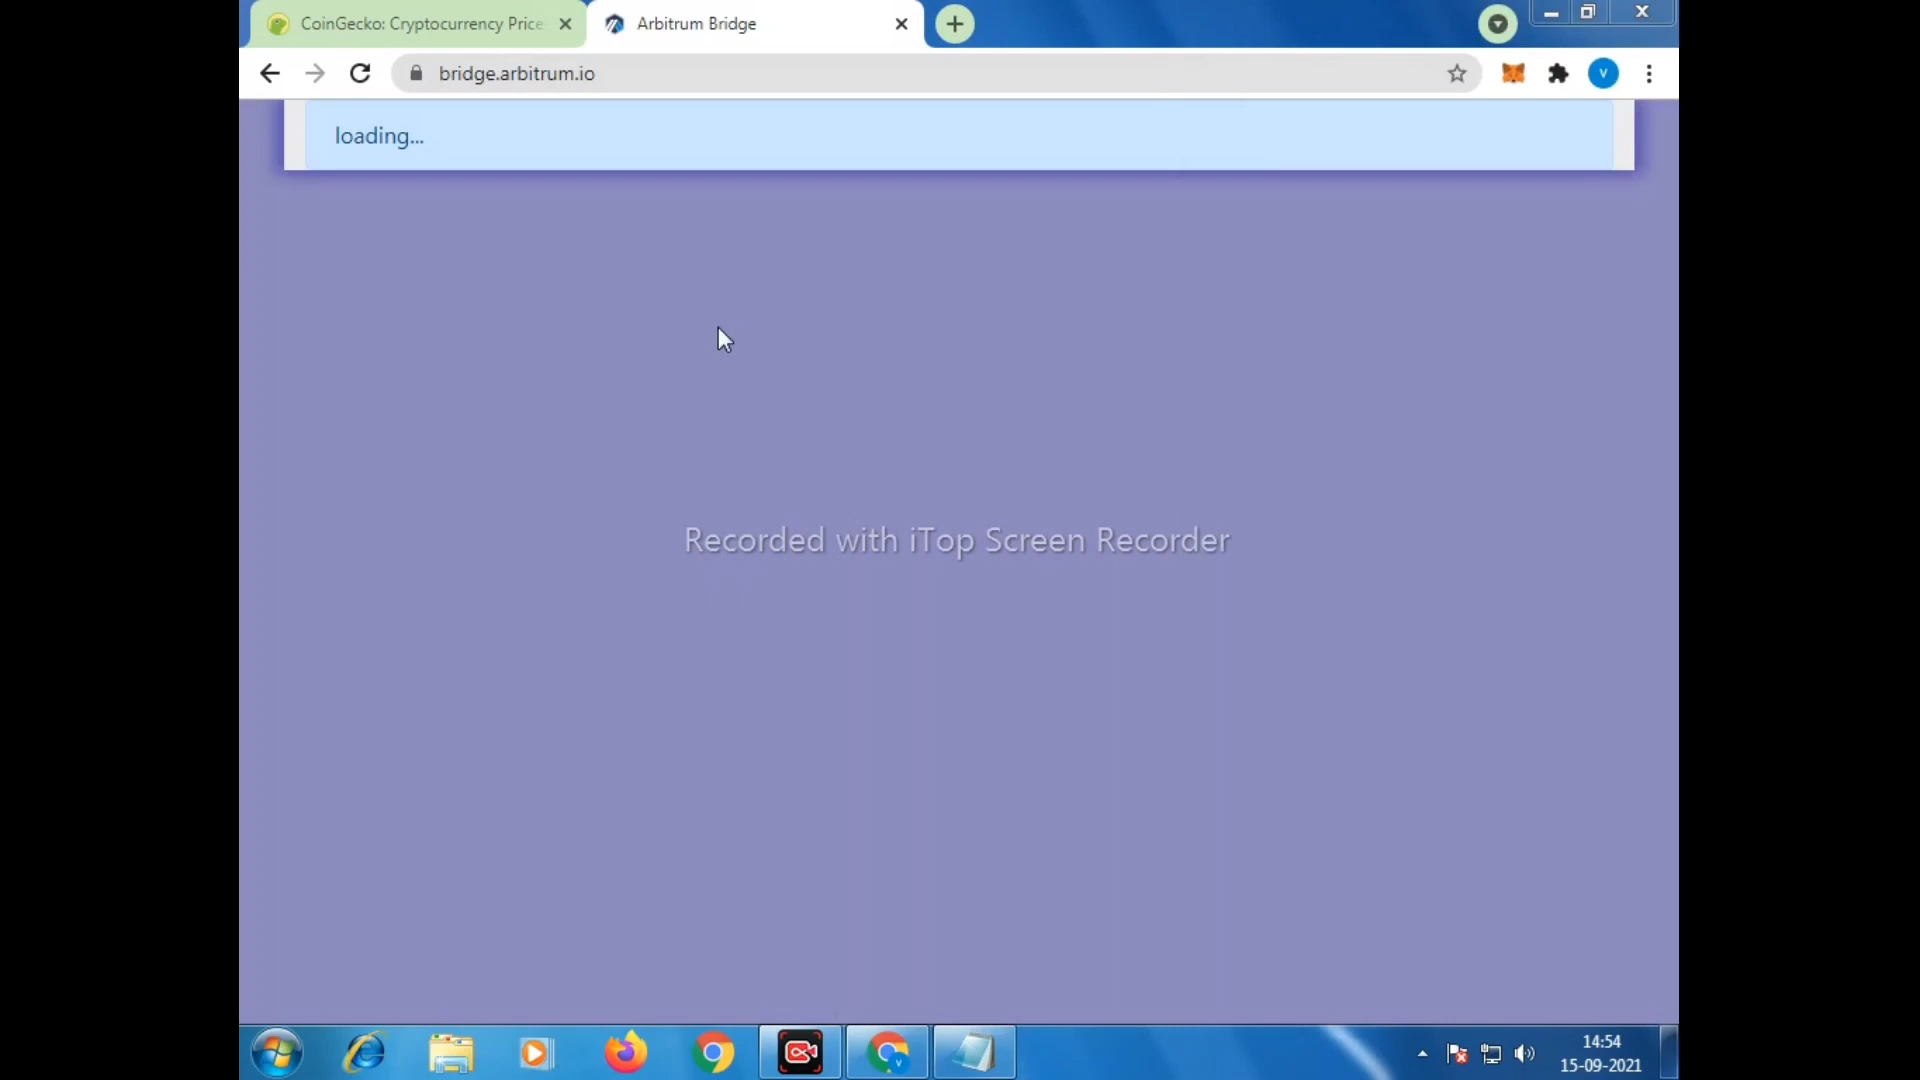 CoinGecko: Cryptocurrency Price
Arbitrum Bridge
bridge.arbitrum.io
V
loading...
Recorded with iTop Screen Recorder
V
14:54
15-09-2021